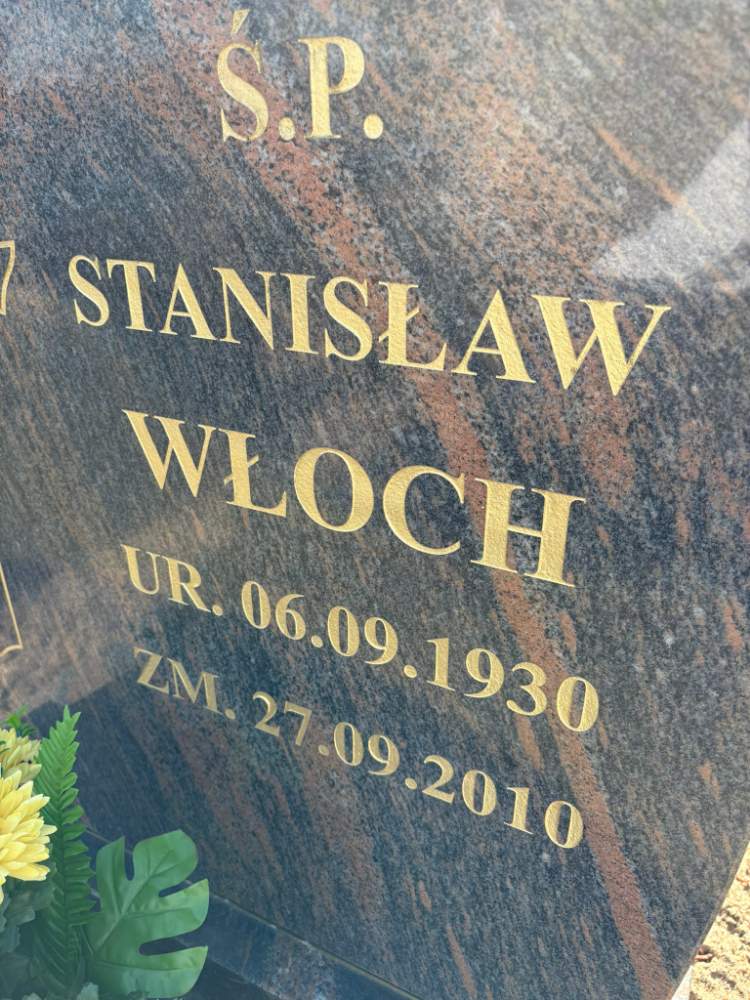 Ś.P.
STANISŁAW
WŁOCH
UR. 06.09.1930
ZM. 27.09.2010